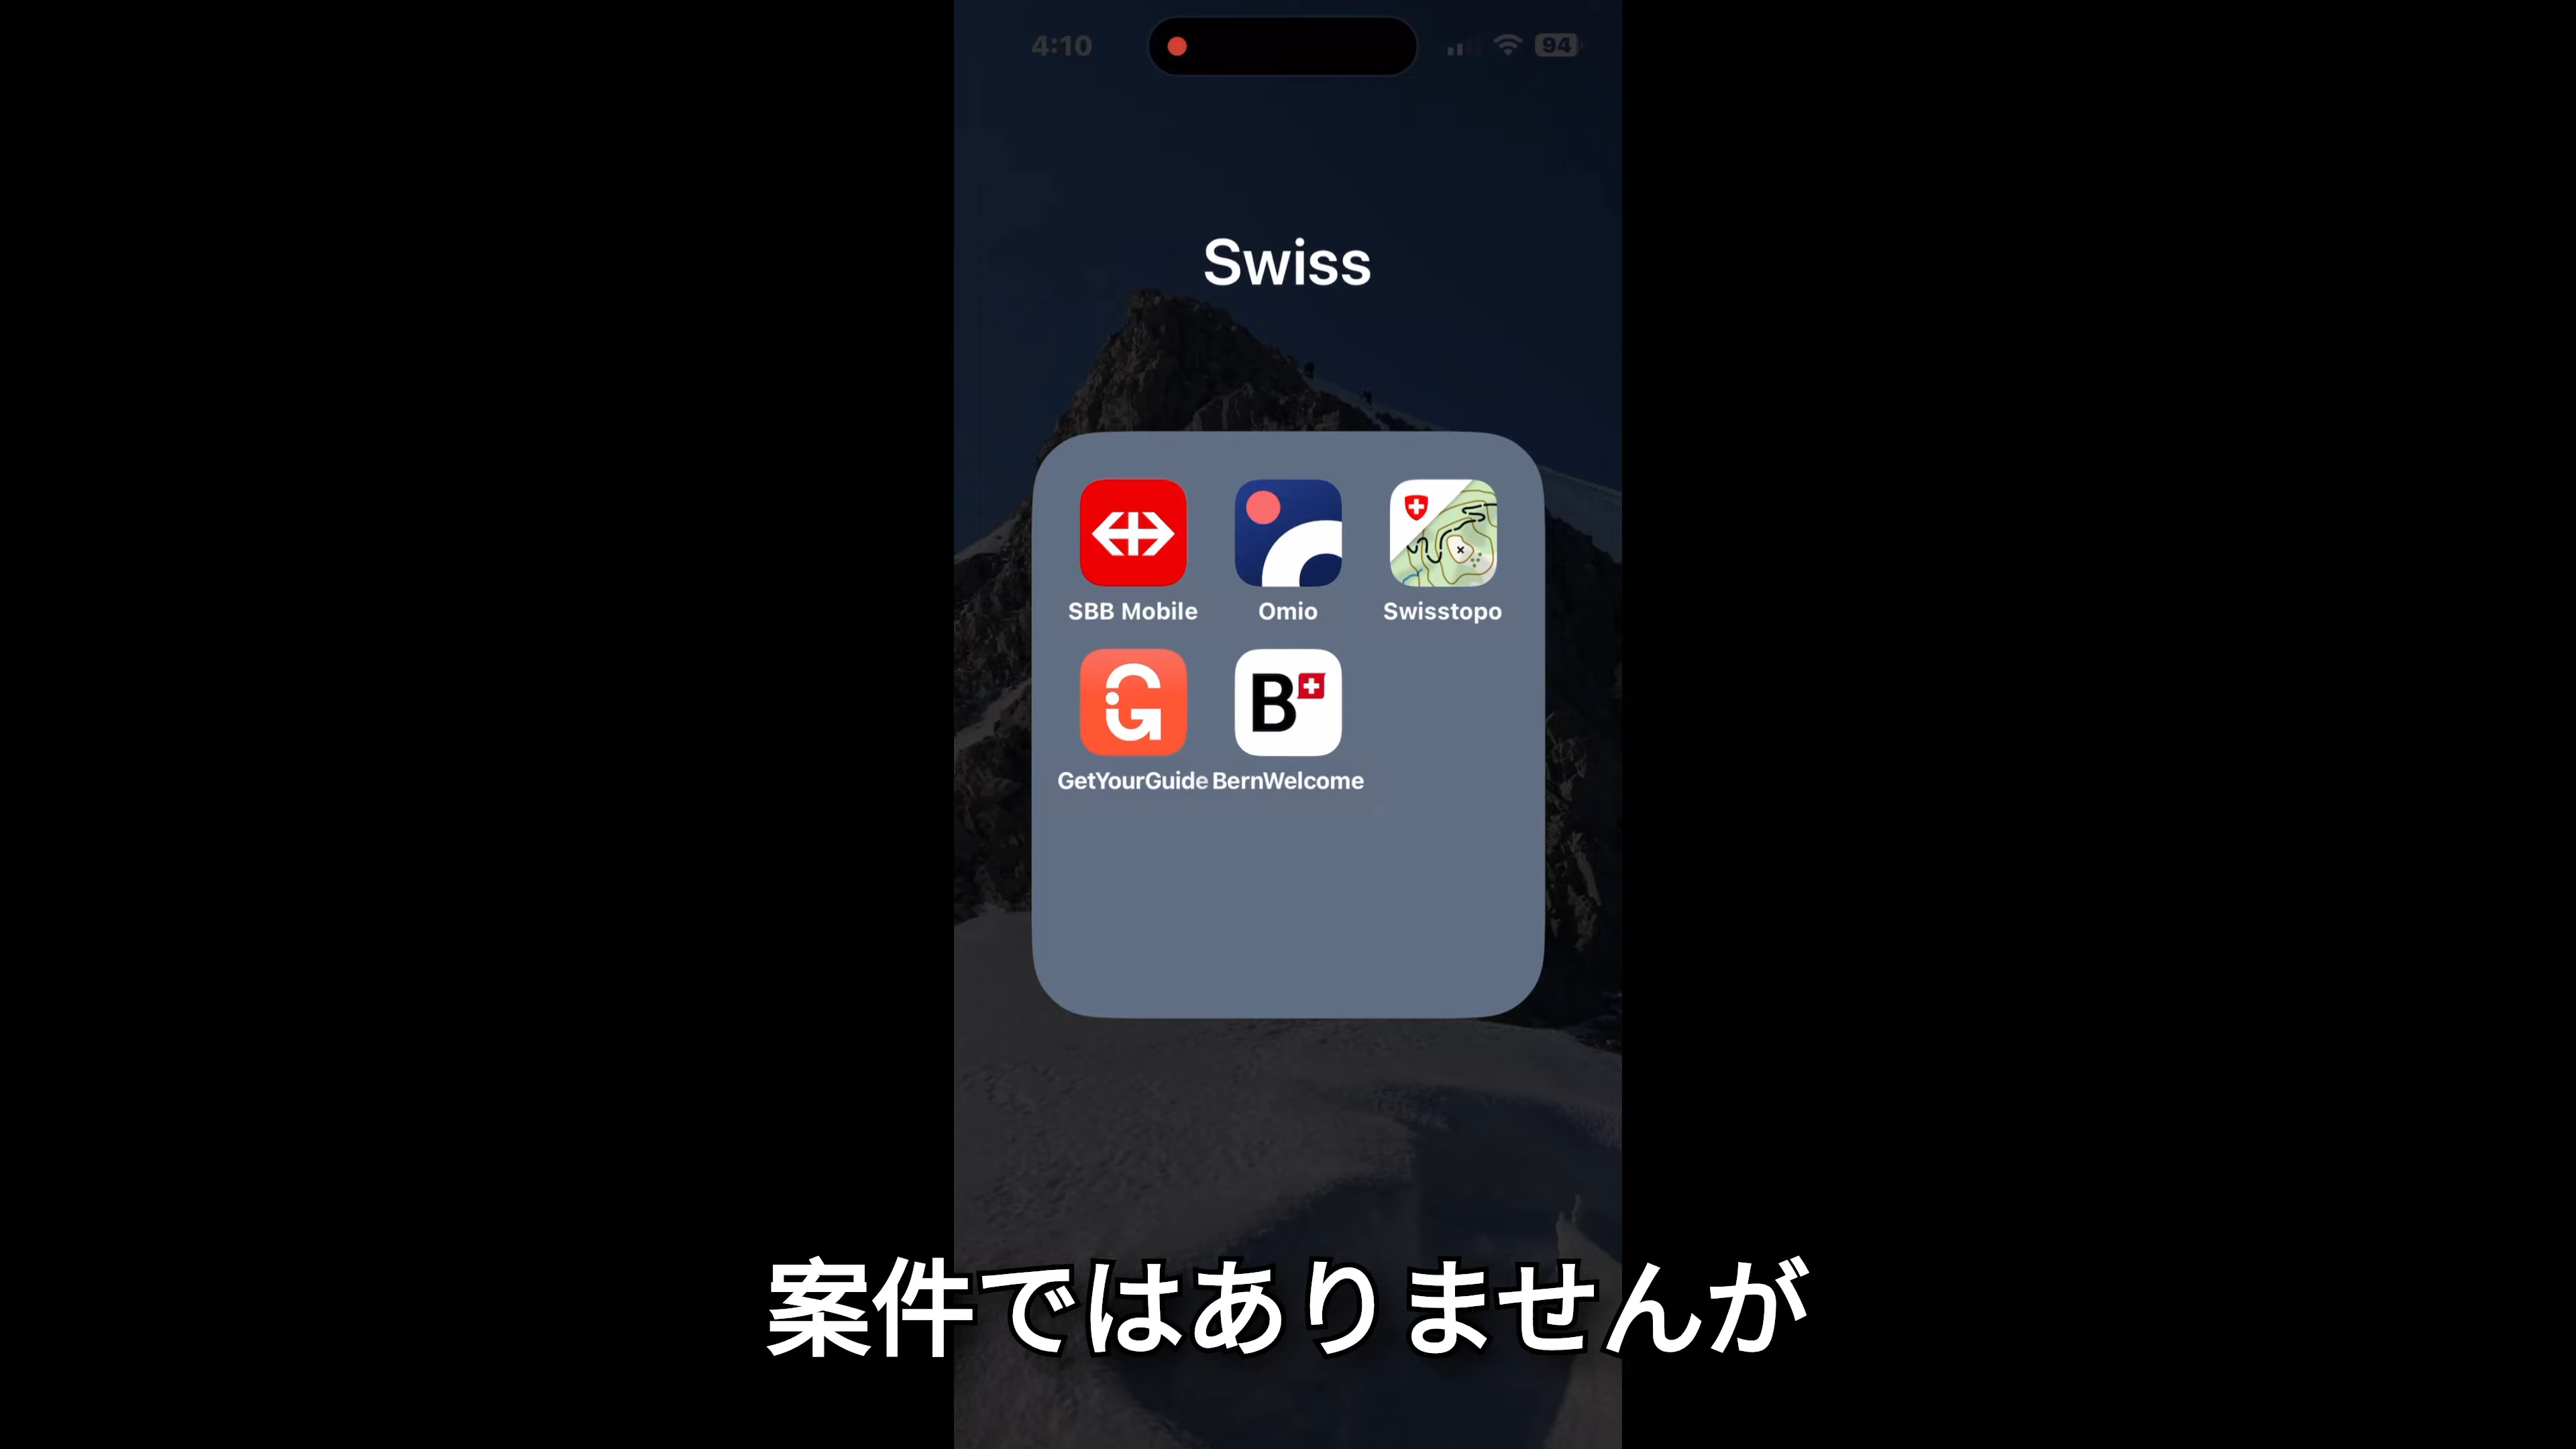 4:10
94
Swiss
SBB Mobile
Omio
Swisstopo
B
GetYourGuide
BernWelcome
案件ではありませんが